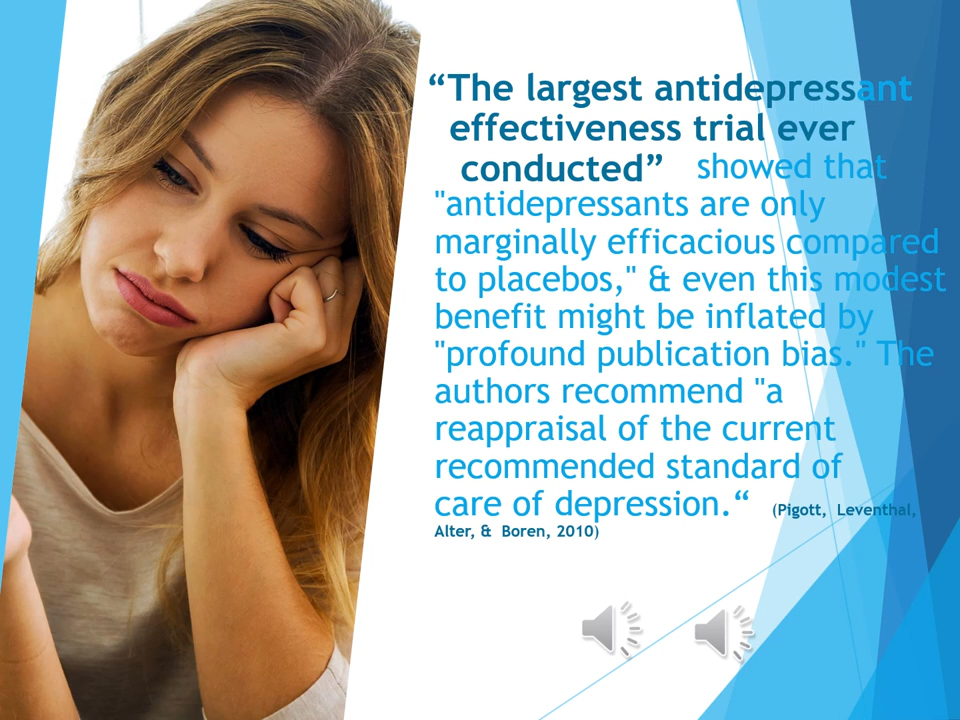 “The largest antidepressant
effectiveness trial ever
conducted” showed that
"antidepressants are only
marginally efficacious compared
to placebos," & even this modest
benefit might be inflated by
"profound publication bias." The
authors recommend "a
reappraisal of the current
recommended standard of
care of depression.“ (Pigott, Leventhal,
Alter, & Boren, 2010)